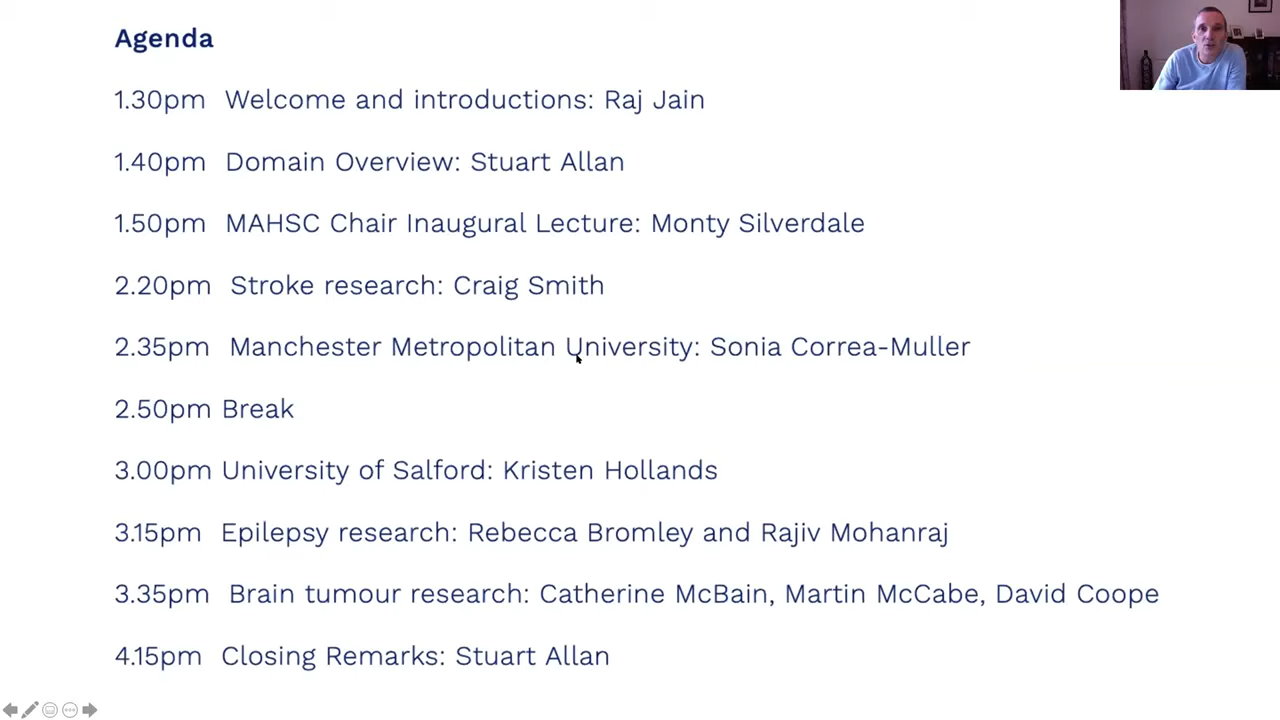 Agenda
1.30pm Welcome and introductions: Raj Jain
1.40pm Domain Overview: Stuart Allan
1.50pm MAHSC Chair Inaugural Lecture: Monty Silverdale
2.20pm Stroke research: Craig Smith
2.35pm Manchester Metropolitan University: Sonia Correa-Muller
2.50pm Break
3.00pm University of Salford: Kristen Hollands
3.15pm Epilepsy research: Rebecca Bromley and Rajiv Mohanraj
3.35pm Brain tumour research: Catherine McBain, Martin McCabe, David Coope
4.15pm Closing Remarks: Stuart Allan